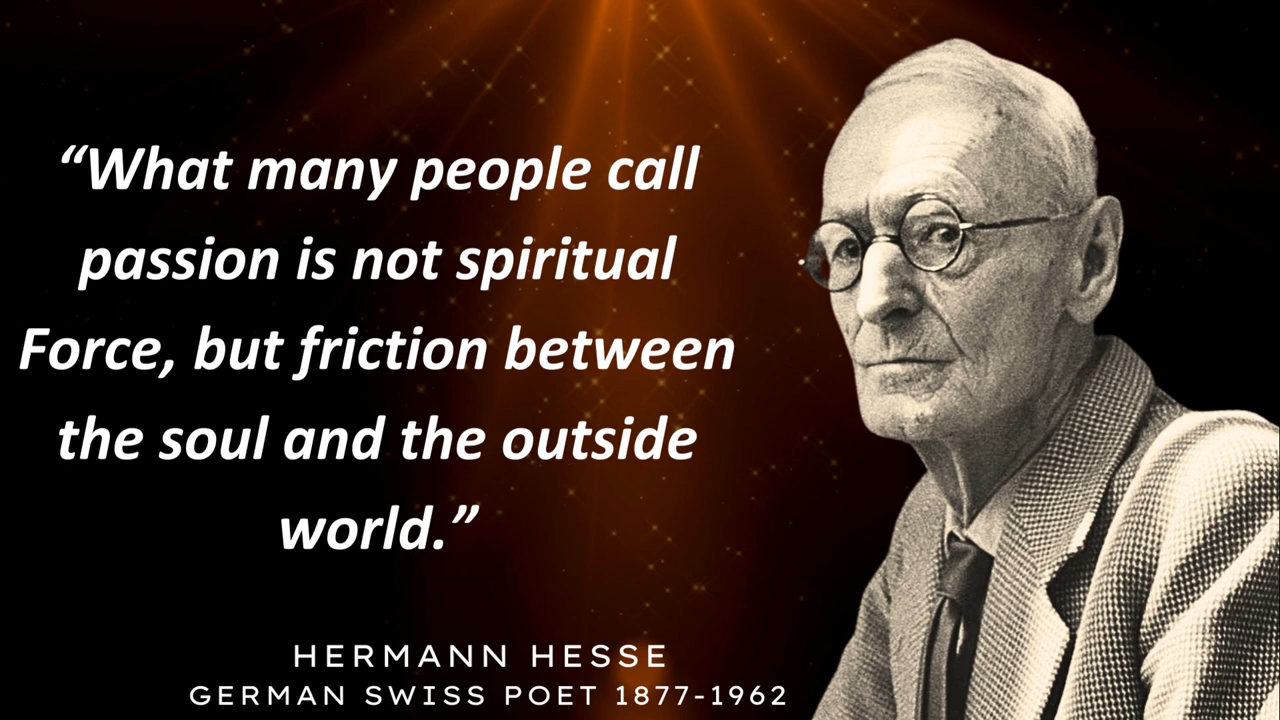 “What many people call
passion is not spiritual
Force, but friction between
the soul and the outside
world.”
HERMANN HESSE
GERMAN SWISS POET 1877-1962